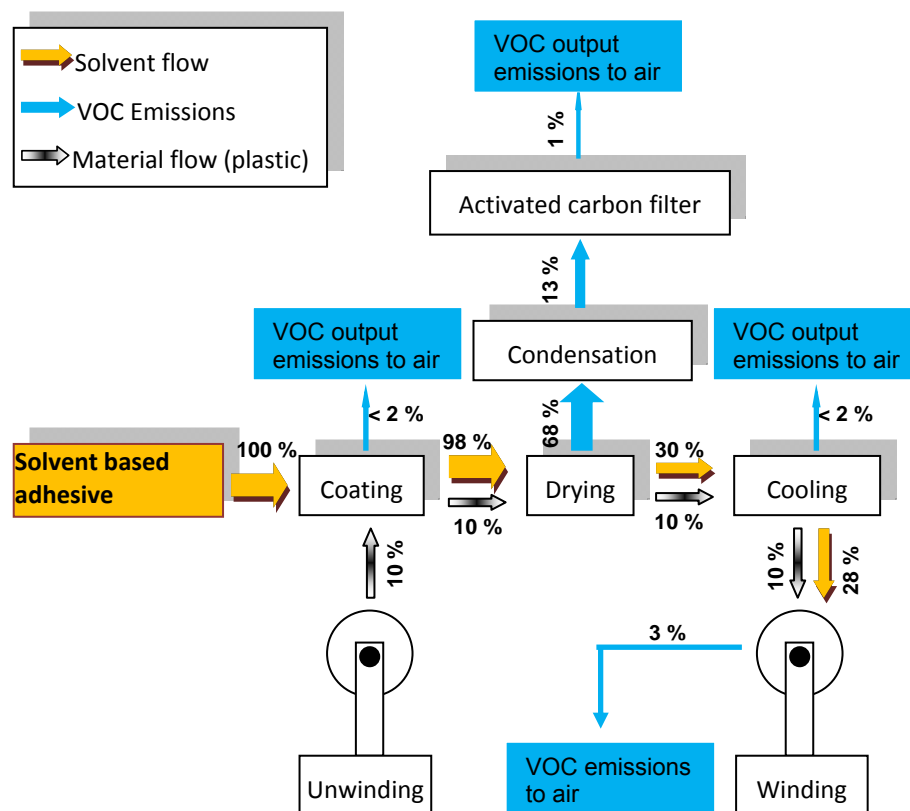 Solvent flow
VOC Emissions
Material flow (plastic)
VOC output
emissions to air
1 %
Activated carbon filter
13 %
VOC output
emissions to air
Condensation
VOC output
emissions to air
< 2 %
68 %
< 2 %
Solvent based
adhesive
100 %
Coating
98 %
10 %
Drying
30 %
10 %
Cooling
10 %
10 %
28 %
3 %
VOC emissions
to air
Unwinding
Winding